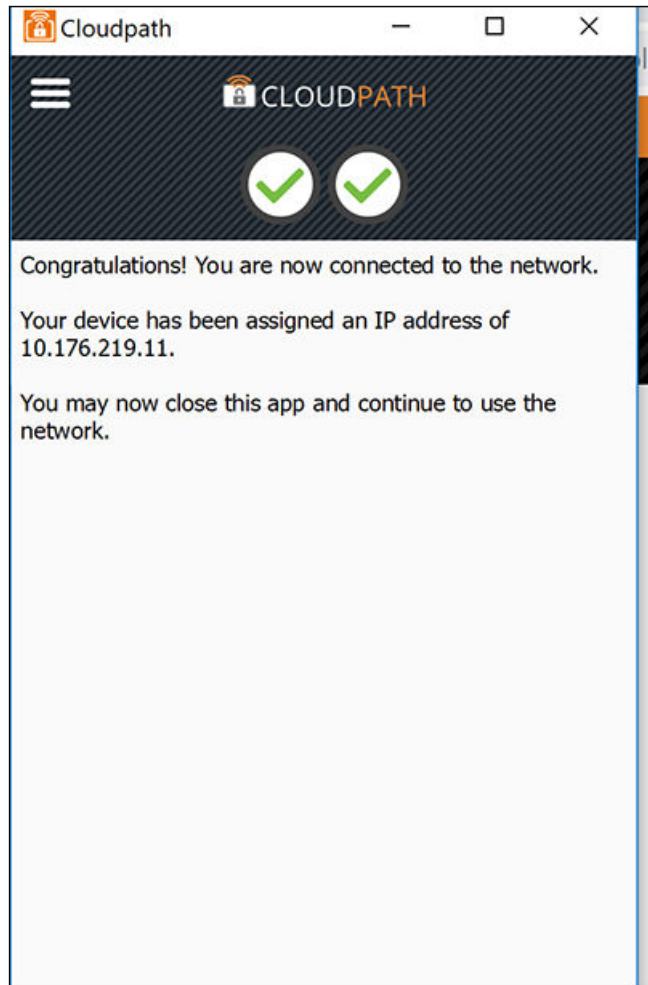 Cloudpath
CLOUDPATH
Congratulations! You are now connected to the network.
Your device has been assigned an IP address of
10.176.219.11.
You may now close this app and continue to use the
network.